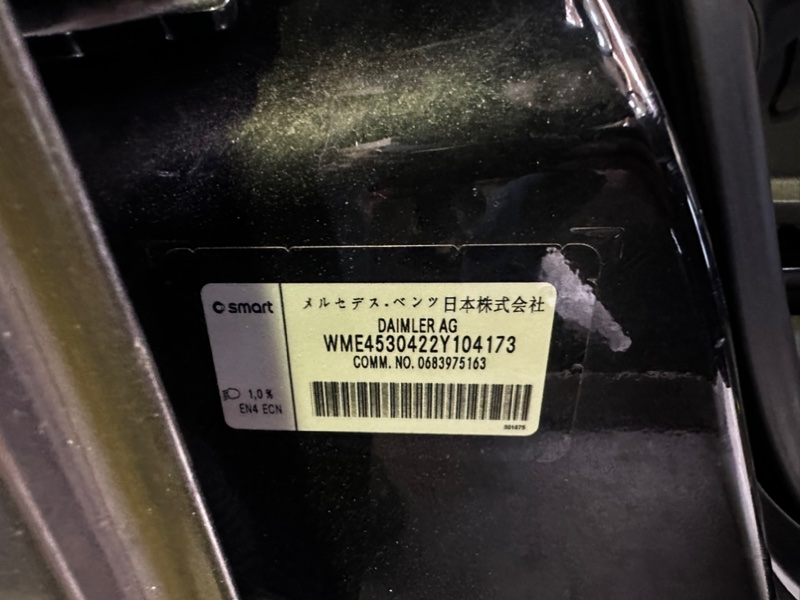 smart
メルセデス・ベンツ 日本株式会社
DAIMLER AG
WME4530422Y104173
COMM. NO. 0683975163
1,0 %
EN4 ECN